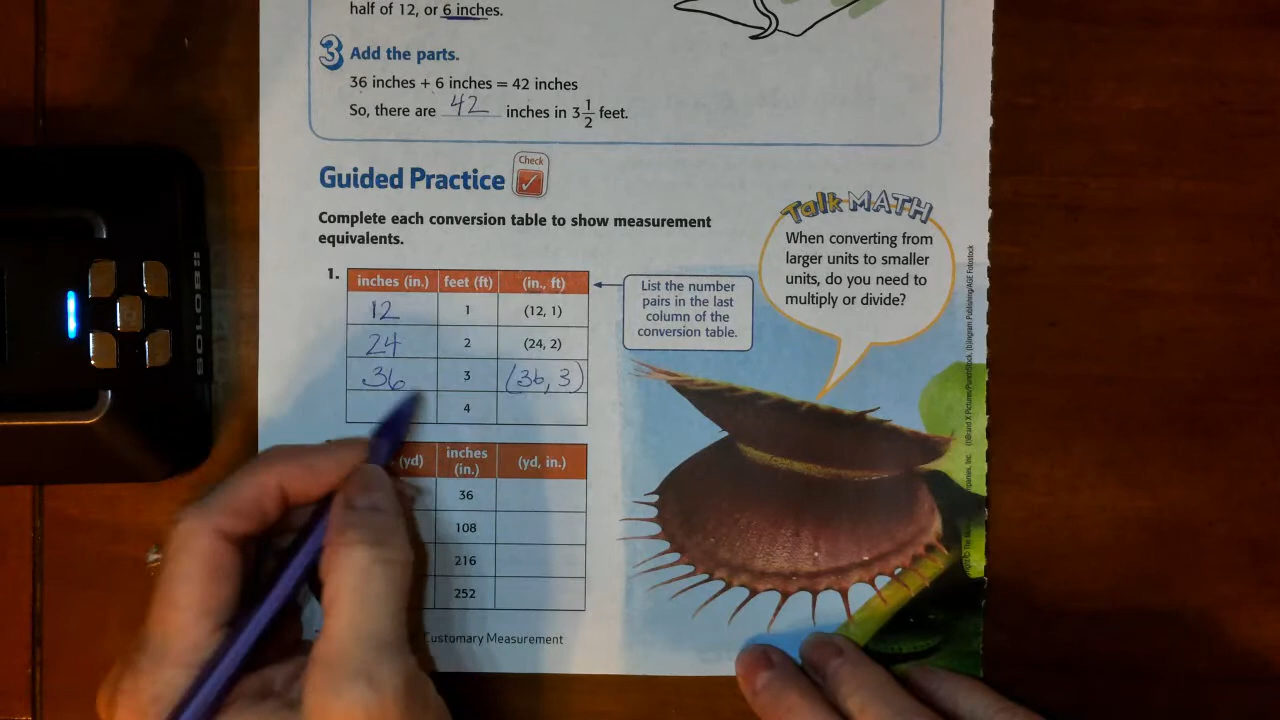 half of 12, or 6 inches.
3 Add the parts.
36 inches + 6 inches = 42 inches
So, there are 42 inches in 3 1/2 feet.
Guided Practice
Check
Complete each conversion table to show measurement
equivalents.
1.
inches (in.) feet (ft) (in., ft)
12 1 (12, 1)
24 2 (24, 2)
36 3 (36, 3)
4
List the number
pairs in the last
column of the
conversion table.
Talk MATH
When converting from
larger units to smaller
units, do you need to
multiply or divide?
(yd) inches (in.) (yd, in.)
36
108
216
252
Customary Measurement
SOLO 8